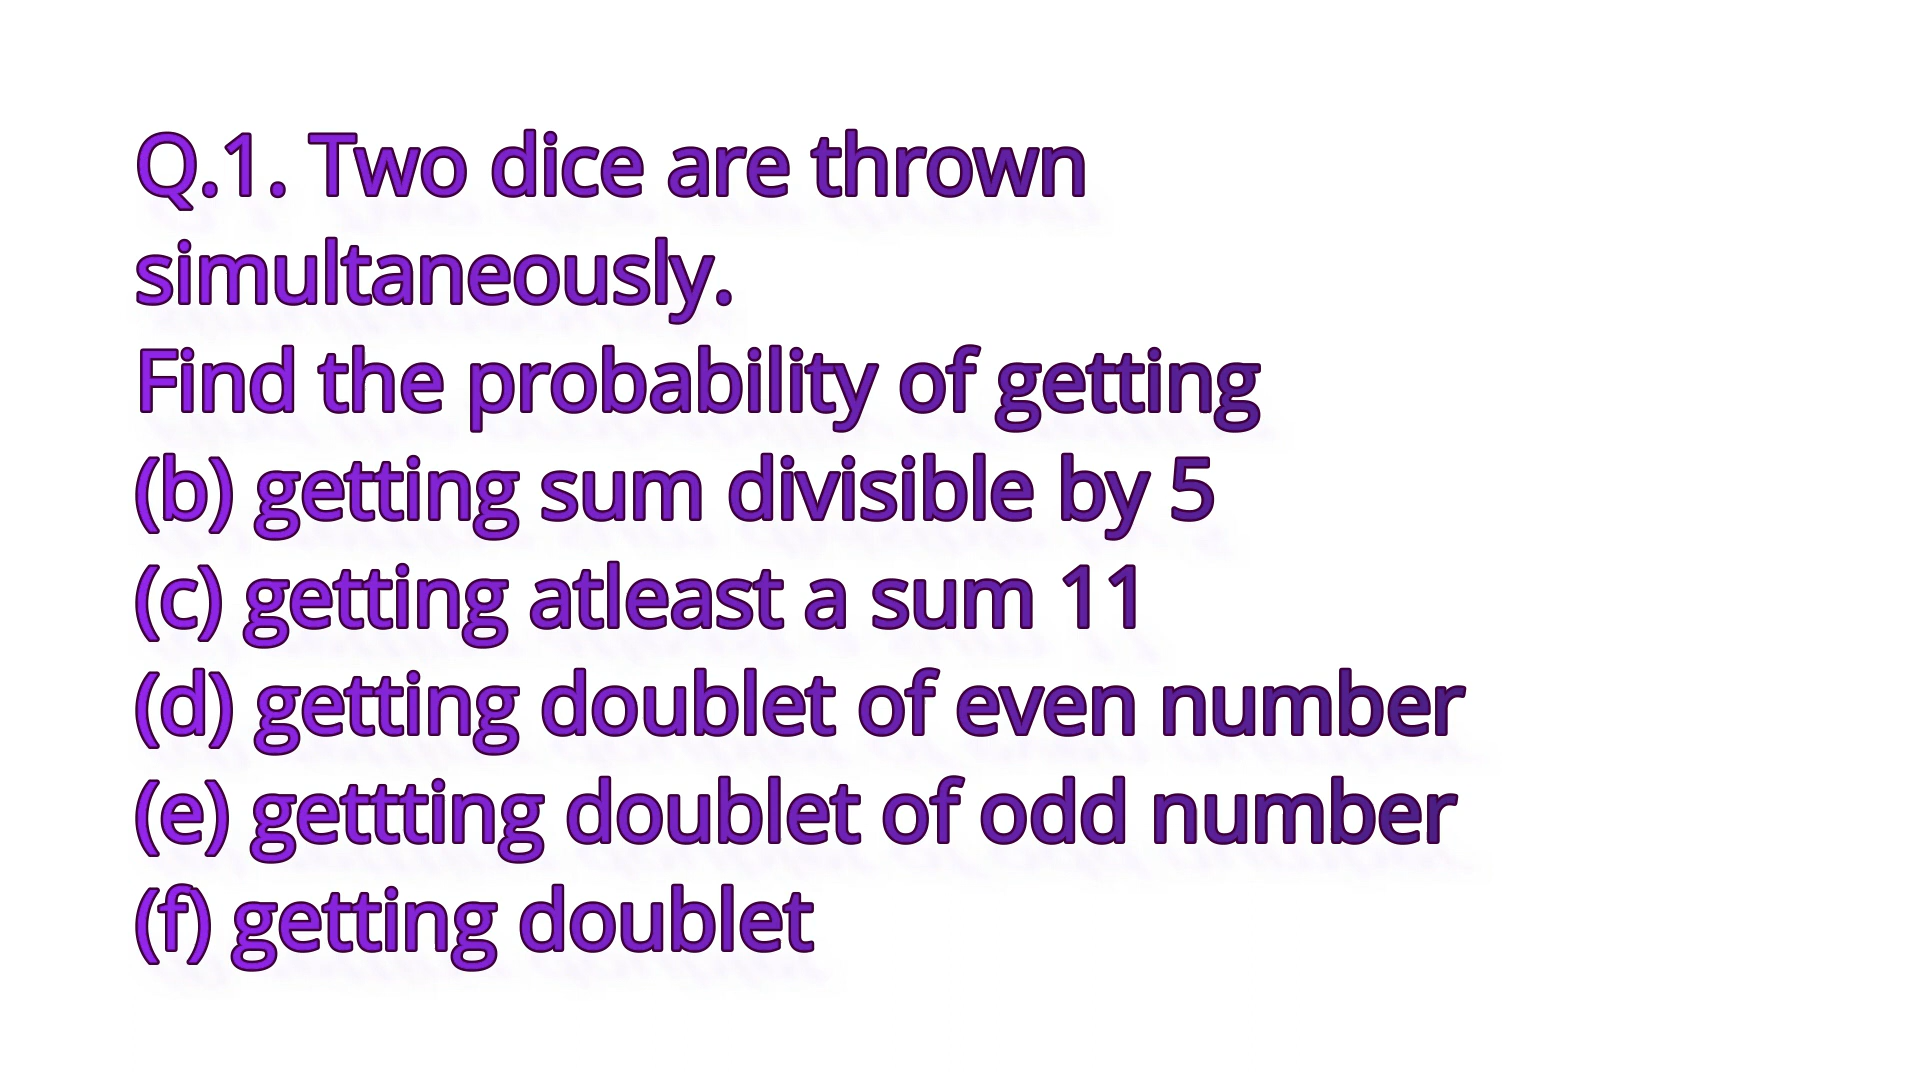 Q.1. Two dice are thrown
simultaneously.
Find the probability of getting
(b) getting sum divisible by 5
(c) getting atleast a sum 11
(d) getting doublet of even number
(e) gettting doublet of odd number
(f) getting doublet